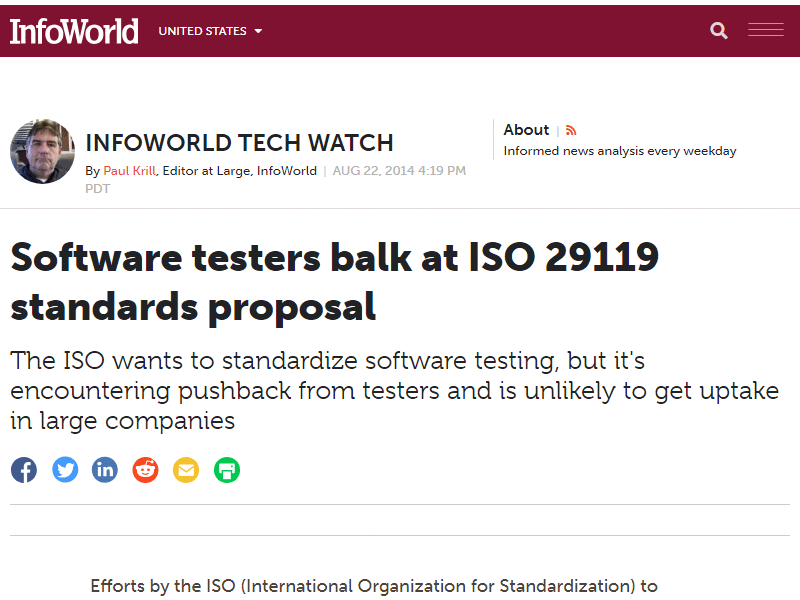 InfoWorld UNITED STATES
INFOWORLD TECH WATCH
By Paul Krill, Editor at Large, InfoWorld | AUG 22, 2014 4:19 PM
PDT
About |
Informed news analysis every weekday
Software testers balk at ISO 29119
standards proposal
The ISO wants to standardize software testing, but it's
encountering pushback from testers and is unlikely to get uptake
in large companies
Efforts by the ISO (International Organization for Standardization) to